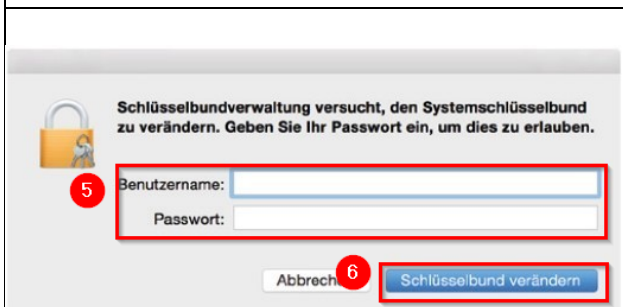 Schlüsselbundverwaltung versucht, den Systemschlüsselbund
zu verändern. Geben Sie Ihr Passwort ein, um dies zu erlauben.
5
Benutzername:
Passwort:
6
Schlüsselbund verändern